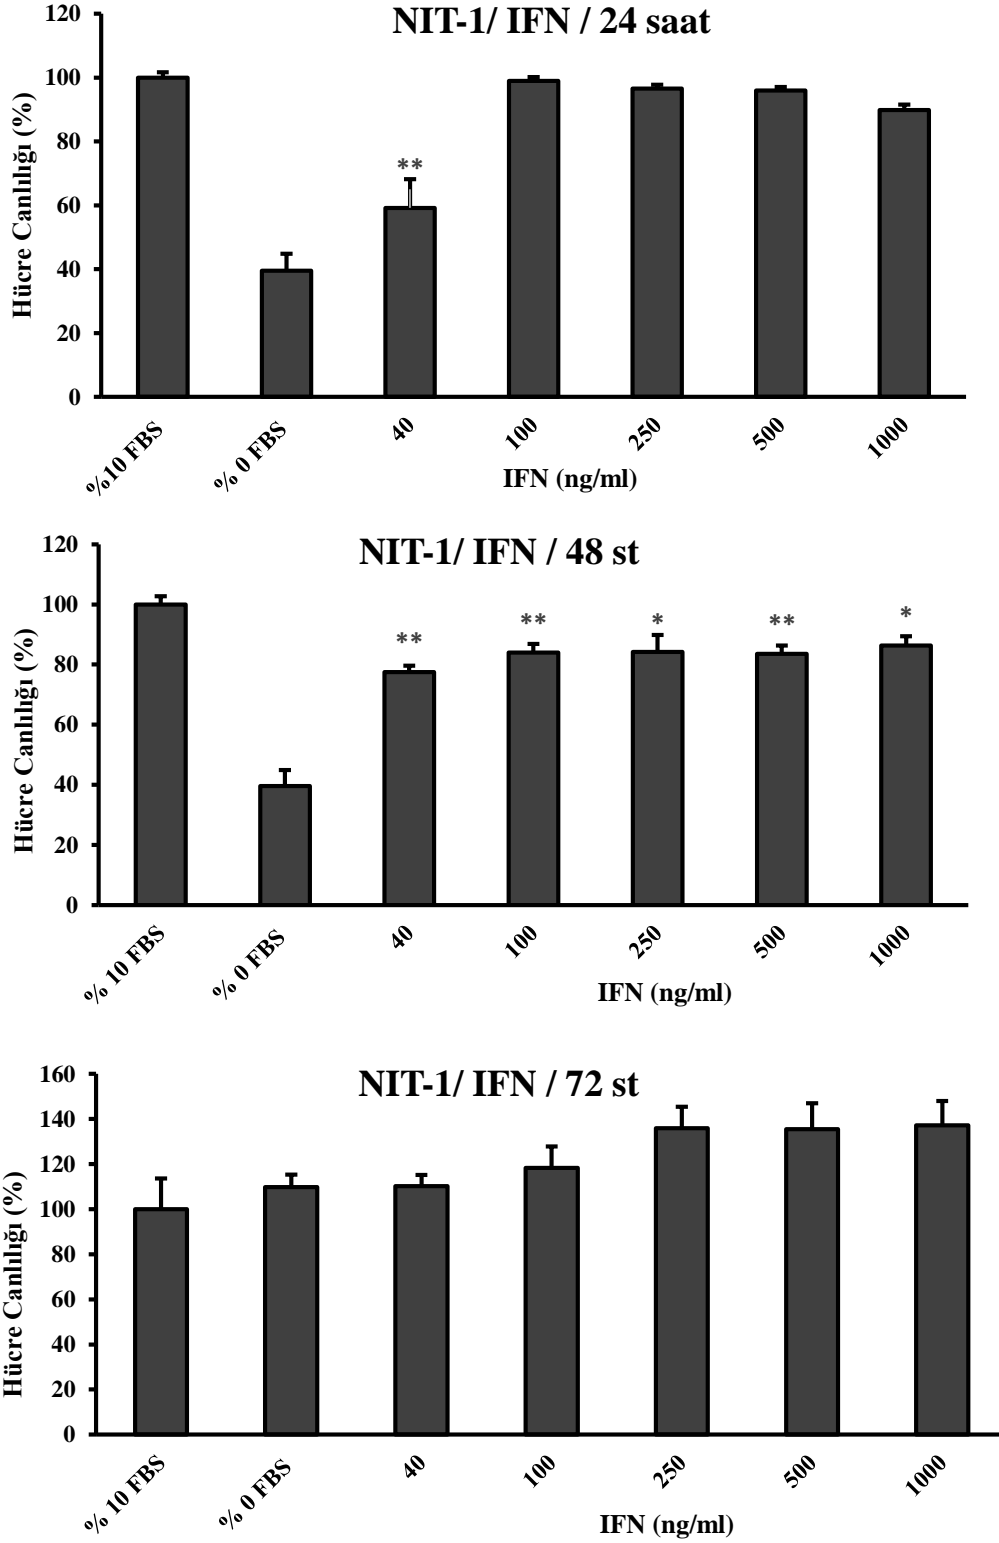 NIT-1/ IFN / 24 saat
Hücre Canlılığı (%)
120
100
80
60
40
20
0
**
%10 FBS
% 0 FBS
40
100
250
500
1000
IFN (ng/ml)
NIT-1/ IFN / 48 st
Hücre Canlılığı (%)
120
100
80
60
40
20
0
**
**
*
**
*
% 10 FBS
% 0 FBS
40
100
250
500
1000
IFN (ng/ml)
NIT-1/ IFN / 72 st
Hücre Canlılığı (%)
160
140
120
100
80
60
40
20
0
% 10 FBS
% 0 FBS
40
100
250
500
1000
IFN (ng/ml)